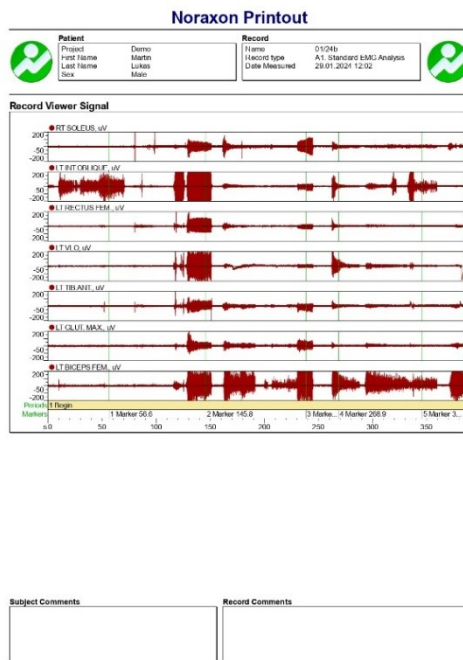 Noraxon Printout
Patient
Project Demo
First Name Martin
Last Name Lukas
Sex Male
Record
Name 01/24b
Record type A1. Standard EMG Analysis
Date Measured 29.01.2024 12:02
Record Viewer Signal
RT SOLEUS, uV
200
-50
-200
LT INT.OBLIQUE, uV
200
50
-50
-200
LT RECTUS FEM., uV
200
-50
-200
LT VLO, uV
200
-50
-200
LT TIB.ANT., uV
200
-50
-200
LT GLUT. MAX., uV
200
-50
-200
LT BICEPS FEM., uV
200
-50
-200
Periods 1 Begin
Markers 1 Marker 56.6 2 Marker 145.8 3 Marke... 4 Marker 268.9 5 Marker 3...
s 0 50 100 150 200 250 300 350
Subject Comments
Record Comments